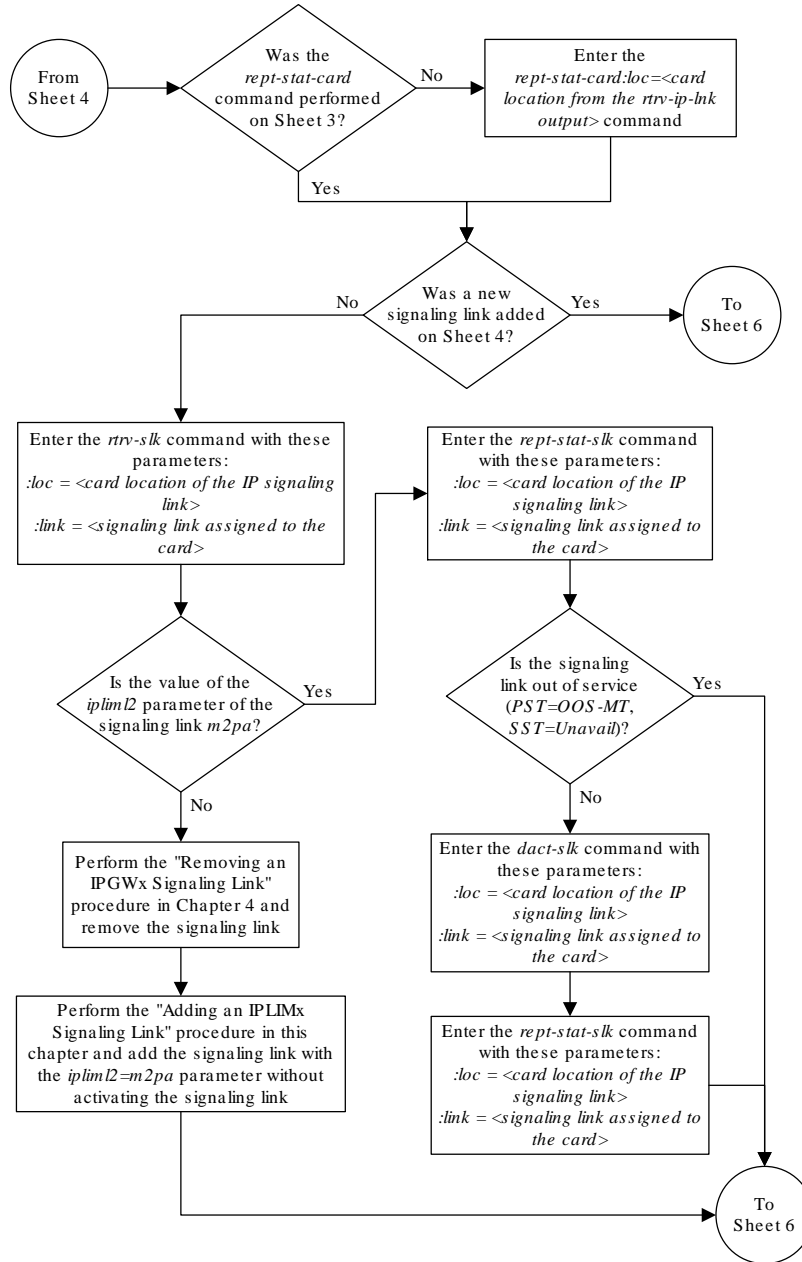 From
Sheet 4
Was the
rept-stat-card
command performed
on Sheet 3?
No
Enter the
rept-stat-card:loc=<card
location from the rtrv-ip-lnk
output> command
Yes
Was a new
signaling link added
on Sheet 4?
No
Yes
To
Sheet 6
Enter the rtrv-slk command with these
parameters:
:loc = <card location of the IP signaling
link>
:link = <signaling link assigned to the
card>
Enter the rept-stat-slk command
with these parameters:
:loc = <card location of the IP
signaling link>
:link = <signaling link assigned to
the card>
Is the value of the
ipliml2 parameter of the
signaling link m2pa?
Yes
Is the signaling
link out of service
(PST=OOS-MT,
SST=Unavail)?
Yes
No
No
Perform the "Removing an
IPGWx Signaling Link"
procedure in Chapter 4 and
remove the signaling link
Enter the dact-slk command with
these parameters:
:loc = <card location of the IP
signaling link>
:link = <signaling link assigned to the
card>
Perform the "Adding an IPLIMx
Signaling Link" procedure in this
chapter and add the signaling link with
the ipliml2=m2pa parameter without
activating the signaling link
Enter the rept-stat-slk command
with these parameters:
:loc = <card location of the IP
signaling link>
:link = <signaling link assigned to
the card>
To
Sheet 6